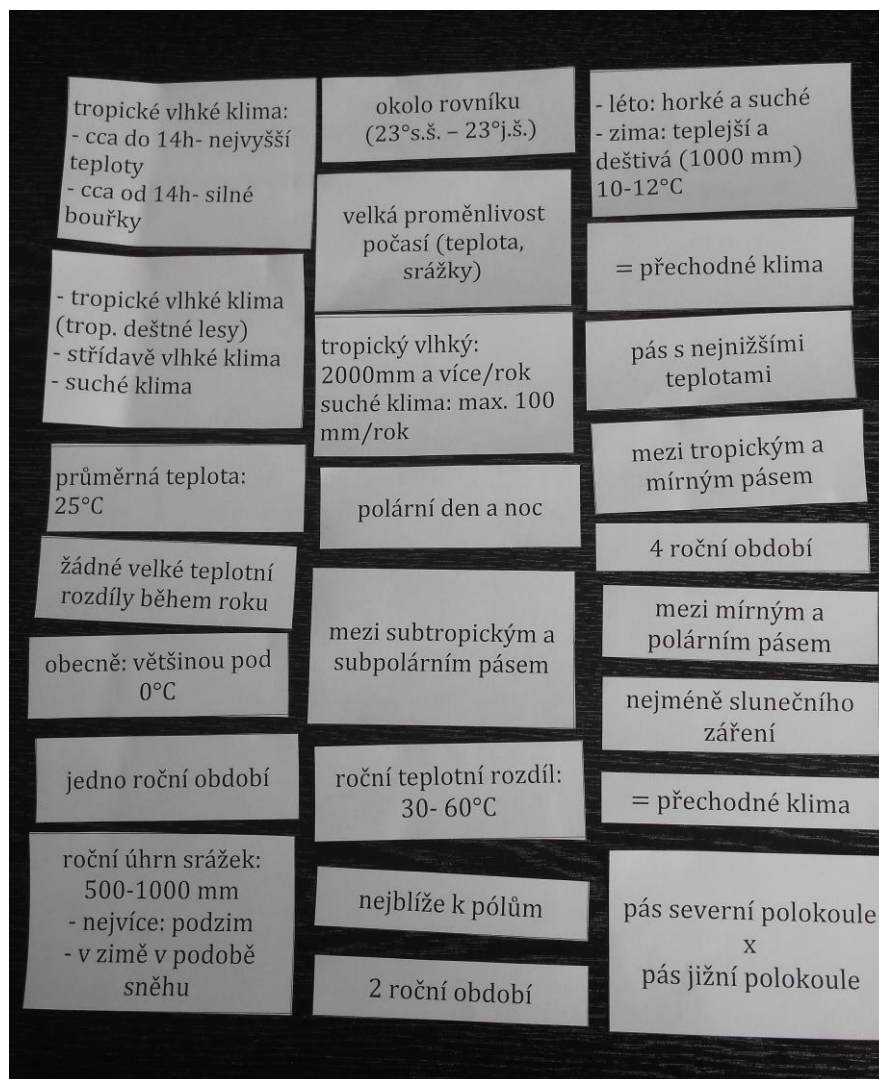 tropické vlhké klima:
- cca do 14h- nejvyšší
teploty
- cca od 14h- silné
bouřky
- tropické vlhké klima
(trop. deštné lesy)
- střídavě vlhké klima
- suché klima
průměrná teplota:
25°C
žádné velké teplotní
rozdíly během roku
obecně: většinou pod
0°C
jedno roční období
roční úhrn srážek:
500-1000 mm
- nejvíce: podzim
- v zimě v podobě
sněhu
okolo rovníku
(23°s.š. – 23°j.š.)
velká proměnlivost
počasí (teplota,
srážky)
tropický vlhký:
2000mm a více/rok
suché klima: max. 100
mm/rok
polární den a noc
mezi subtropickým a
subpolárním pásem
roční teplotní rozdíl:
30- 60°C
nejblíže k pólům
2 roční období
- léto: horké a suché
- zima: teplejší a
deštivá (1000 mm)
10-12°C
= přechodné klima
pás s nejnižšími
teplotami
mezi tropickým a
mírným pásem
4 roční období
mezi mírným a
polárním pásem
nejméně slunečního
záření
= přechodné klima
pás severní polokoule
x
pás jižní polokoule